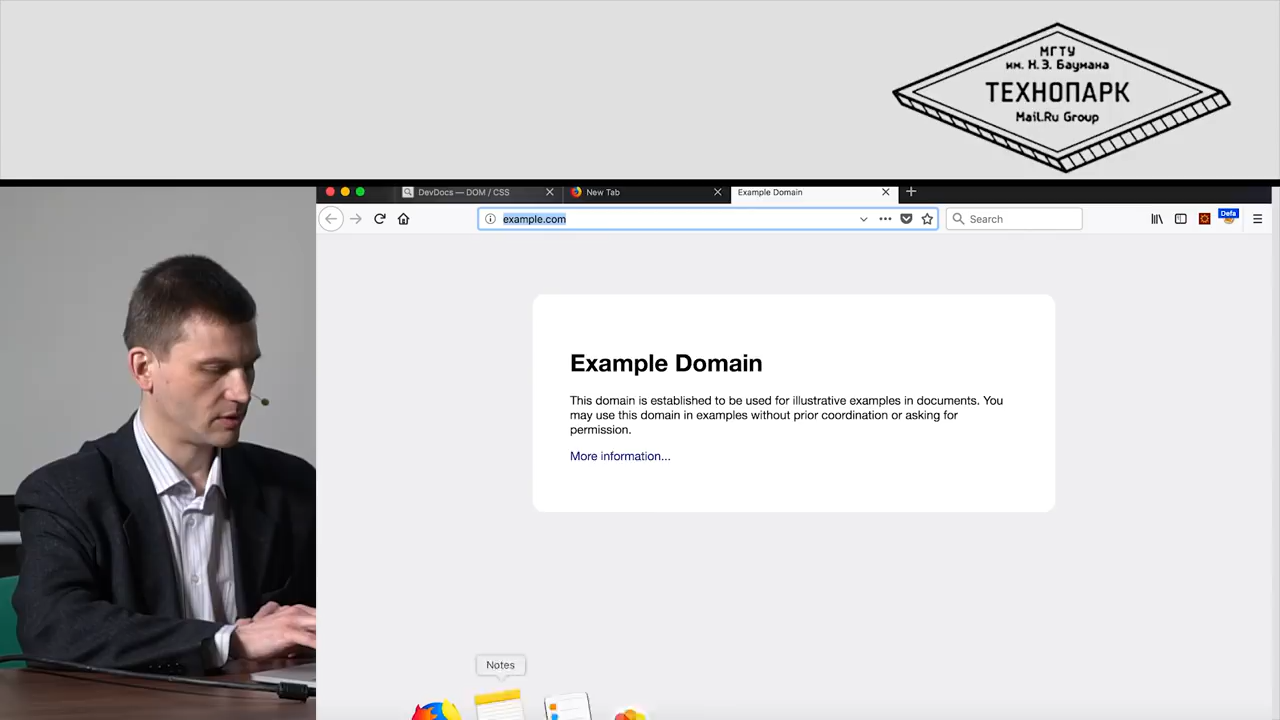 МГТУ
им. Н.Э. Баумана
ТЕХНОПАРК
Mail.Ru Group
DevDocs — DOM / CSS
New Tab
Example Domain
example.com
Search
Defa
Example Domain
This domain is established to be used for illustrative examples in documents. You
may use this domain in examples without prior coordination or asking for
permission.
More information...
Notes